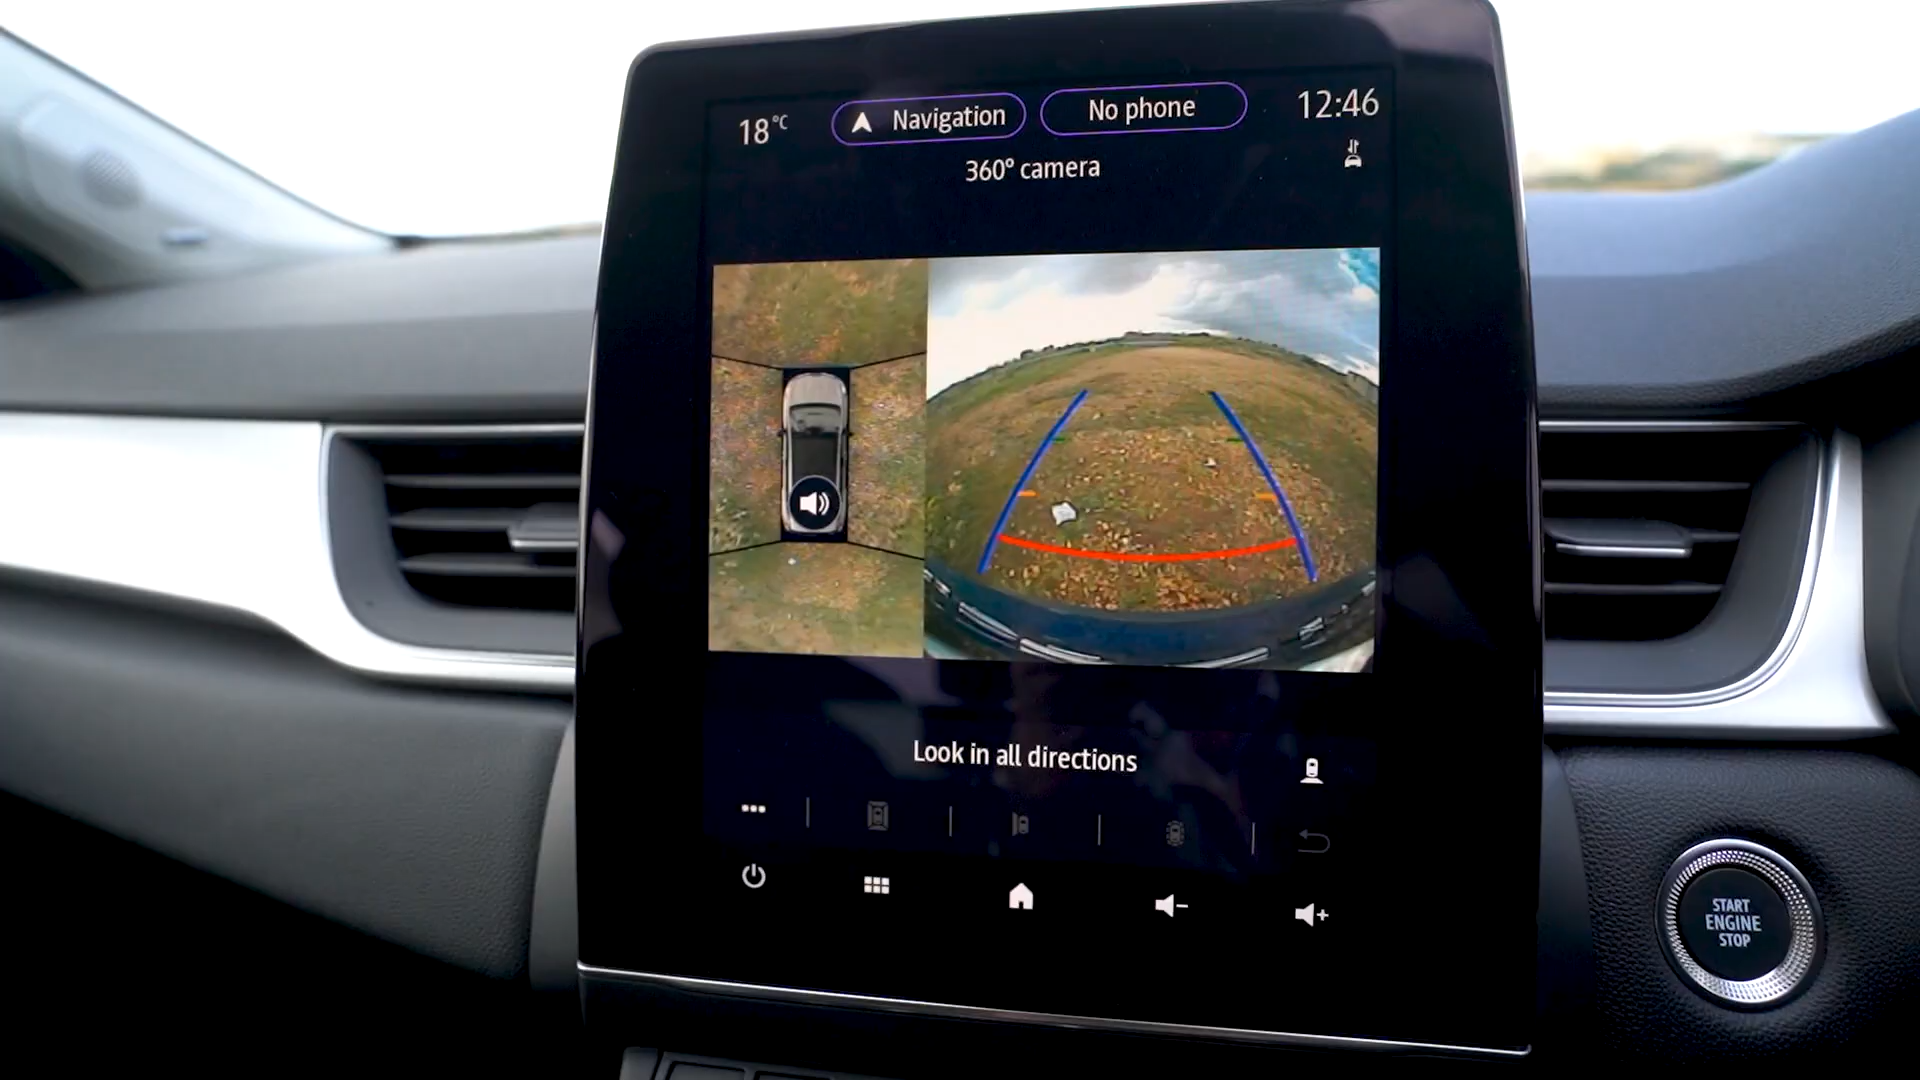 18°C
Navigation
No phone
12:46
360° camera
Look in all directions
START
ENGINE
STOP